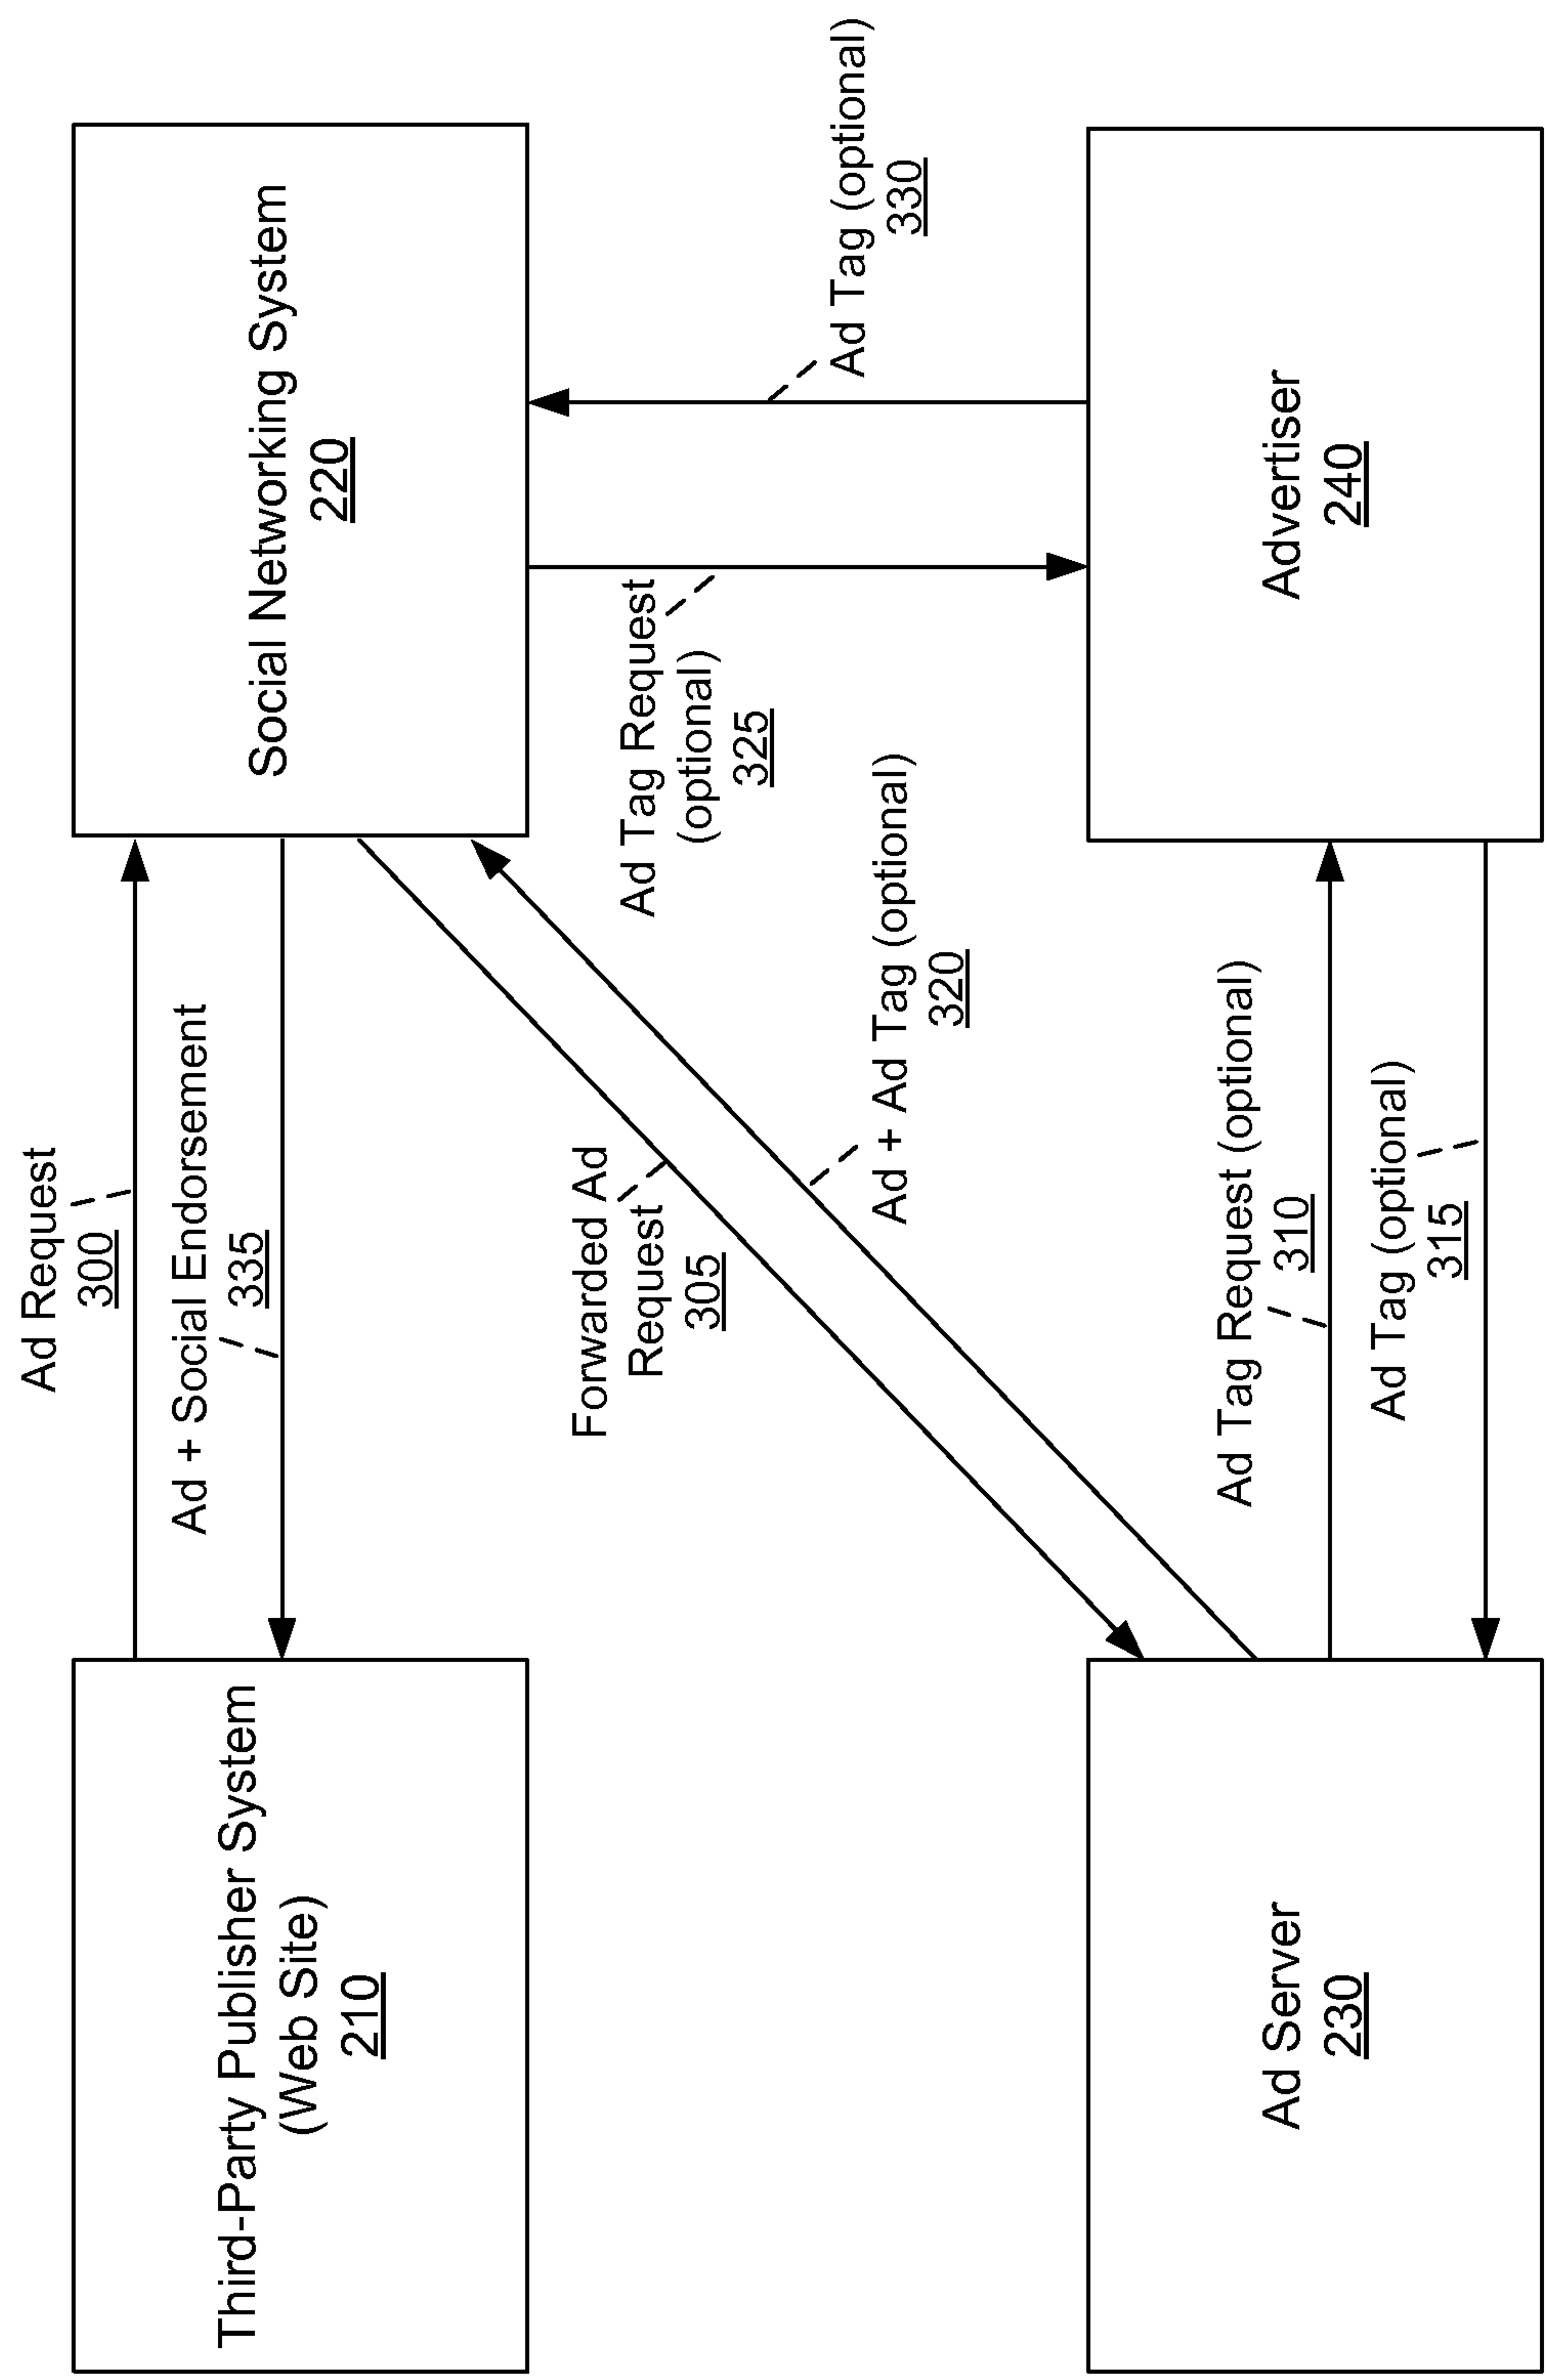 Ad Request
300
Ad + Social Endorsement
335
Third-Party Publisher System
(Web Site)
210
Social Networking System
220
Forwarded Ad
Request
305
Ad + Ad Tag (optional)
320
Ad Tag Request
(optional)
325
Ad Tag (optional)
330
Ad Server
230
Ad Tag Request (optional)
310
Ad Tag (optional)
315
Advertiser
240